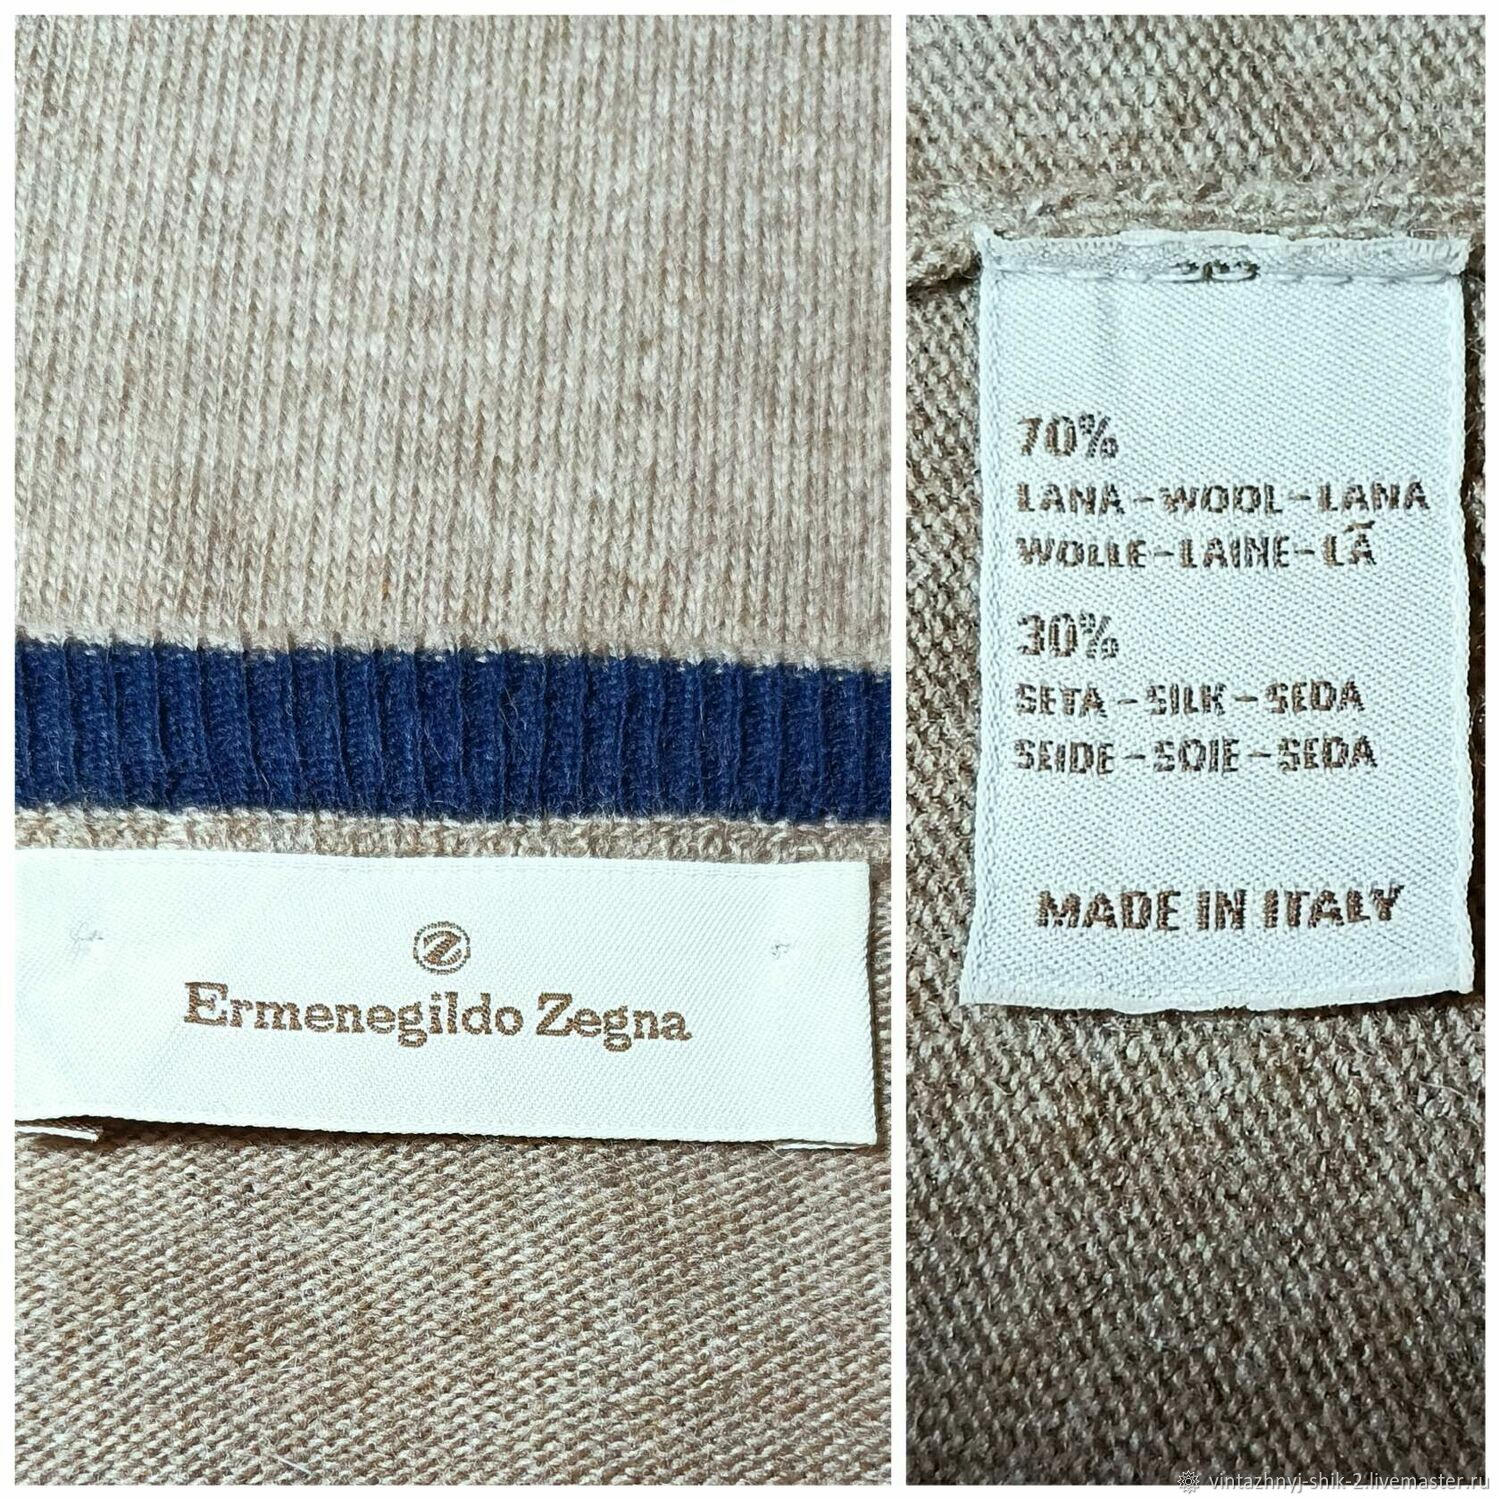 Z
Ermenegildo Zegna
70%
LANA-WOOL-LANA
WOLLE-LAINE-LÃ
30%
SETA-SILK-SEDA
SEIDE-SOIE-SEDA
MADE IN ITALY
vintazhnyj-shik-2.livemaster.ru